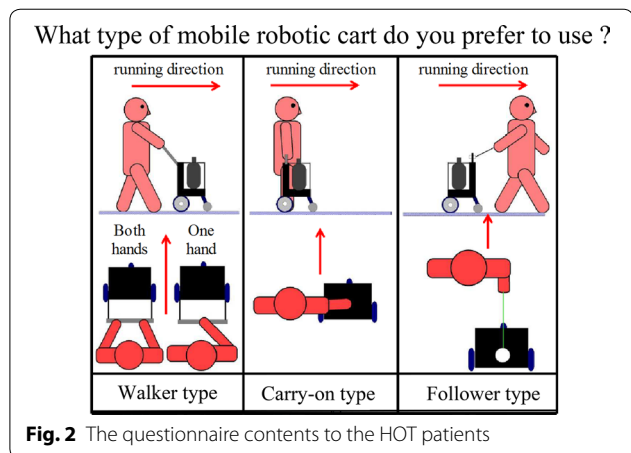 What type of mobile robotic cart do you prefer to use ?
running direction
running direction
running direction
Both hands
One hand
Walker type
Carry-on type
Follower type
Fig. 2 The questionnaire contents to the HOT patients